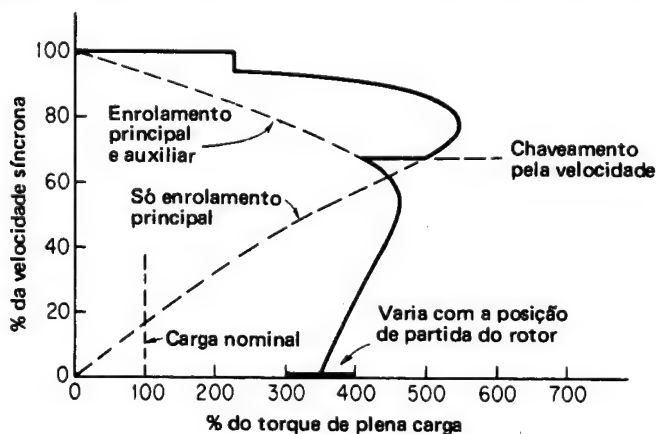 % da velocidade síncrona
100
80
60
40
20
0
Enrolamento
principal
e auxiliar
Só enrolamento
principal
Chaveamento
pela velocidade
Carga nominal
Varia com a posição
de partida do rotor
0
100
200
300
400
500
600
700
% do torque de plena carga